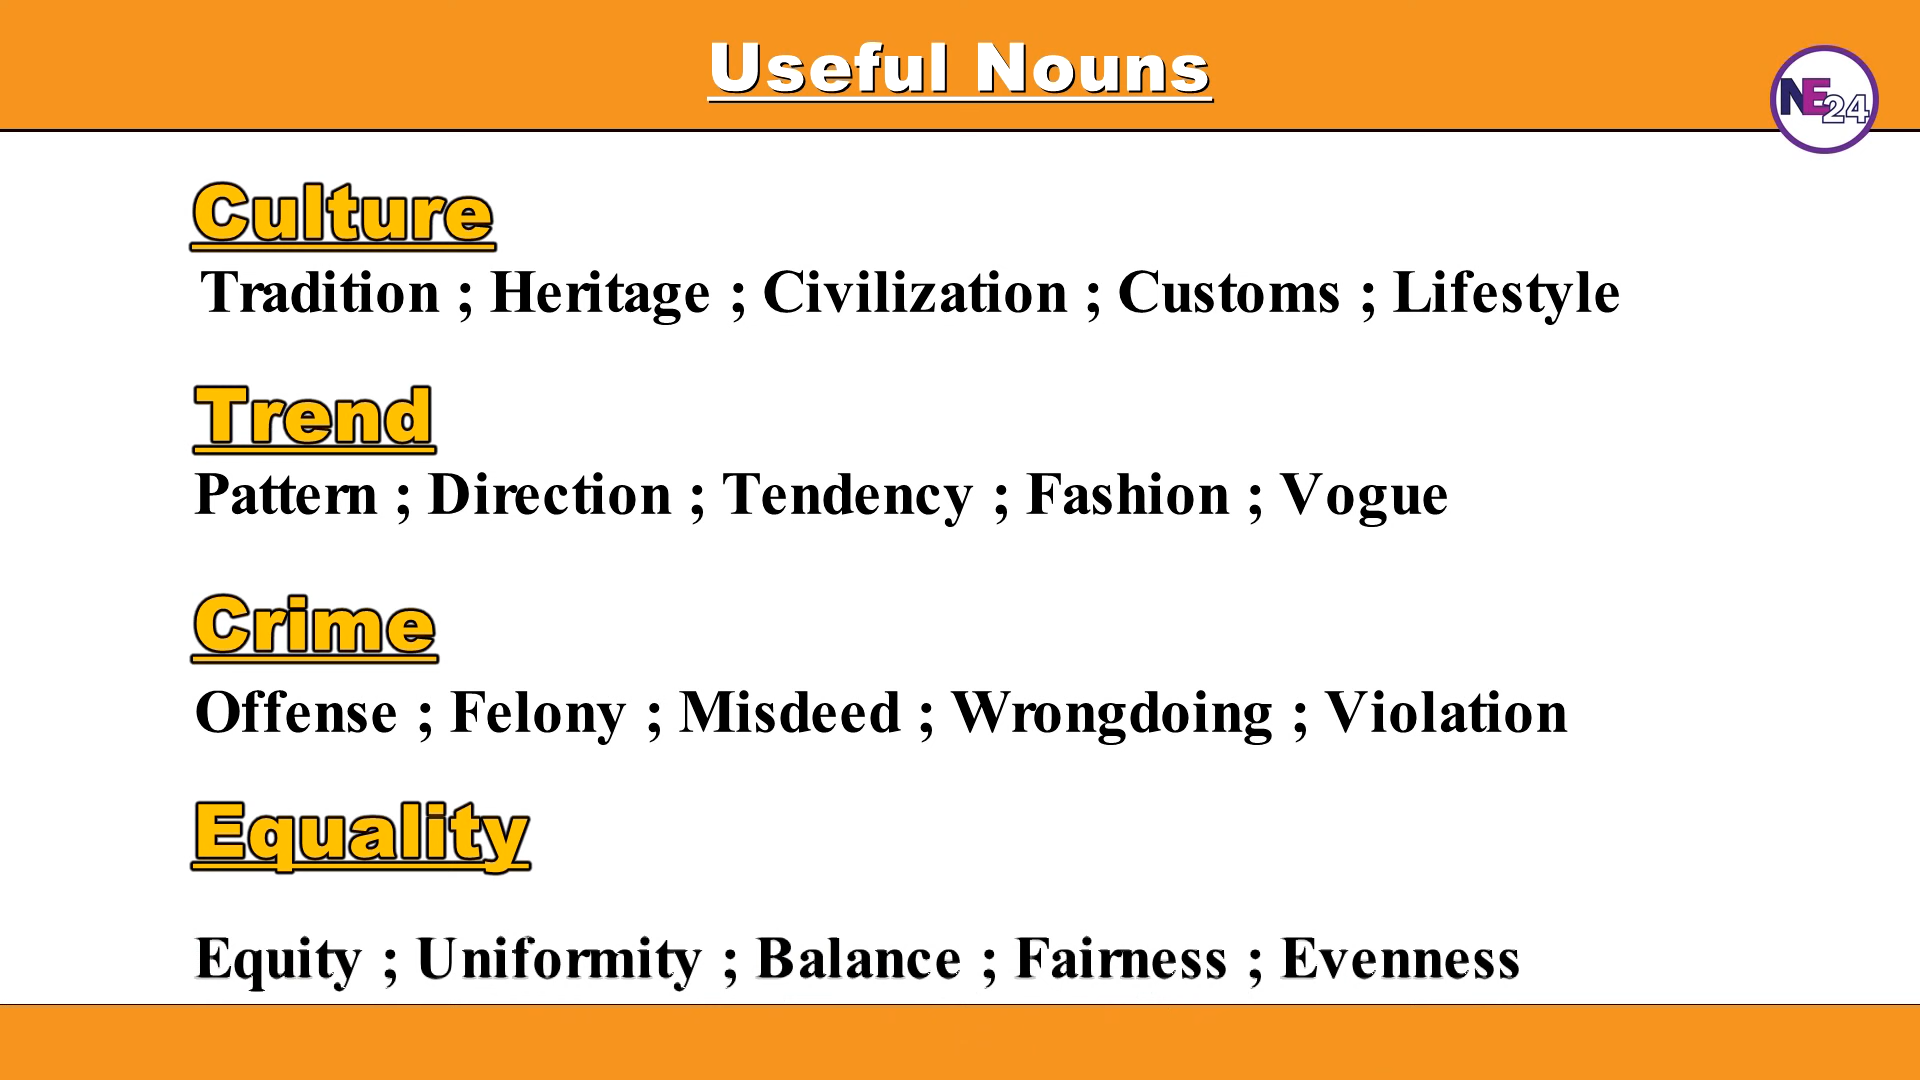 Useful Nouns
NE24
Culture
Tradition ; Heritage ; Civilization ; Customs ; Lifestyle
Trend
Pattern ; Direction ; Tendency ; Fashion ; Vogue
Crime
Offense ; Felony ; Misdeed ; Wrongdoing ; Violation
Equality
Equity ; Uniformity ; Balance ; Fairness ; Evenness